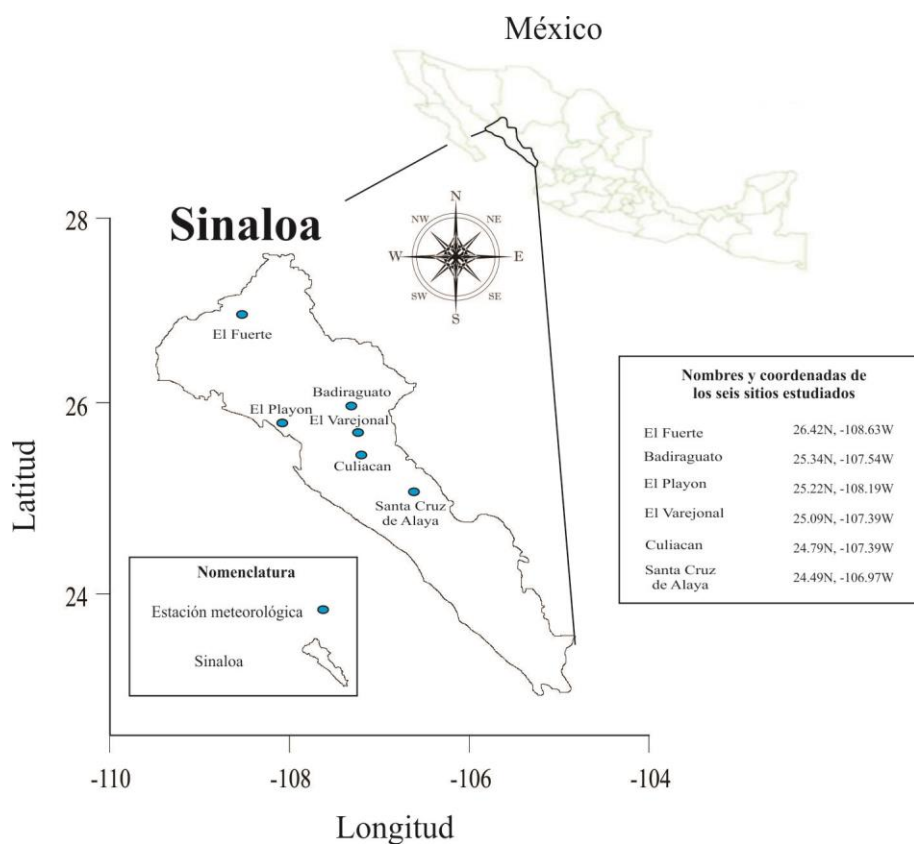 México
Sinaloa
N
NW
NE
W
E
SW
SE
S
28
26
24
Latitud
El Fuerte
Badiraguato
El Playon
El Varejonal
Culiacan
Santa Cruz
de Alaya
Nomenclatura
Estación meteorológica
Sinaloa
Nombres y coordenadas de
los seis sitios estudiados
El Fuerte 26.42N, -108.63W
Badiraguato 25.34N, -107.54W
El Playon 25.22N, -108.19W
El Varejonal 25.09N, -107.39W
Culiacan 24.79N, -107.39W
Santa Cruz
de Alaya 24.49N, -106.97W
-110 -108 -106 -104
Longitud